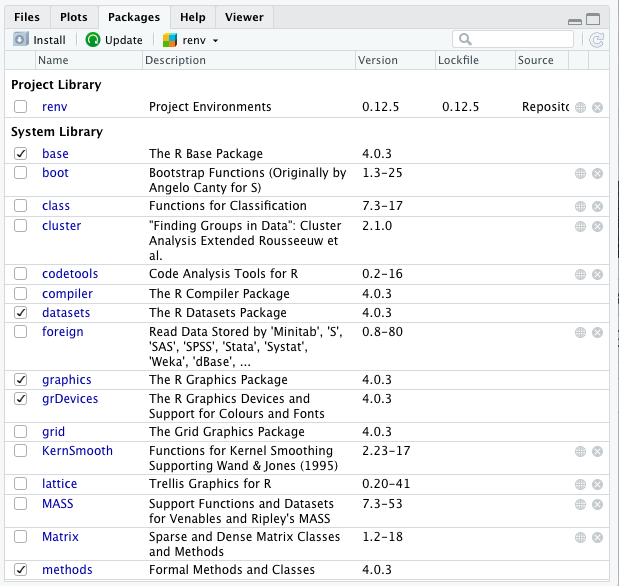 Files Plots Packages Help Viewer
Install Update renv
Name Description Version Lockfile Source
Project Library
renv Project Environments 0.12.5 0.12.5 Reposito
System Library
base The R Base Package 4.0.3
boot Bootstrap Functions (Originally by 1.3-25
Angelo Canty for S)
class Functions for Classification 7.3-17
cluster "Finding Groups in Data": Cluster 2.1.0
Analysis Extended Rousseeuw et
al.
codetools Code Analysis Tools for R 0.2-16
compiler The R Compiler Package 4.0.3
datasets The R Datasets Package 4.0.3
foreign Read Data Stored by 'Minitab', 'S', 0.8-80
'SAS', 'SPSS', 'Stata', 'Systat',
'Weka', 'dBase', ...
graphics The R Graphics Package 4.0.3
grDevices The R Graphics Devices and 4.0.3
Support for Colours and Fonts
grid The Grid Graphics Package 4.0.3
KernSmooth Functions for Kernel Smoothing 2.23-17
Supporting Wand & Jones (1995)
lattice Trellis Graphics for R 0.20-41
MASS Support Functions and Datasets 7.3-53
for Venables and Ripley's MASS
Matrix Sparse and Dense Matrix Classes 1.2-18
and Methods
methods Formal Methods and Classes 4.0.3